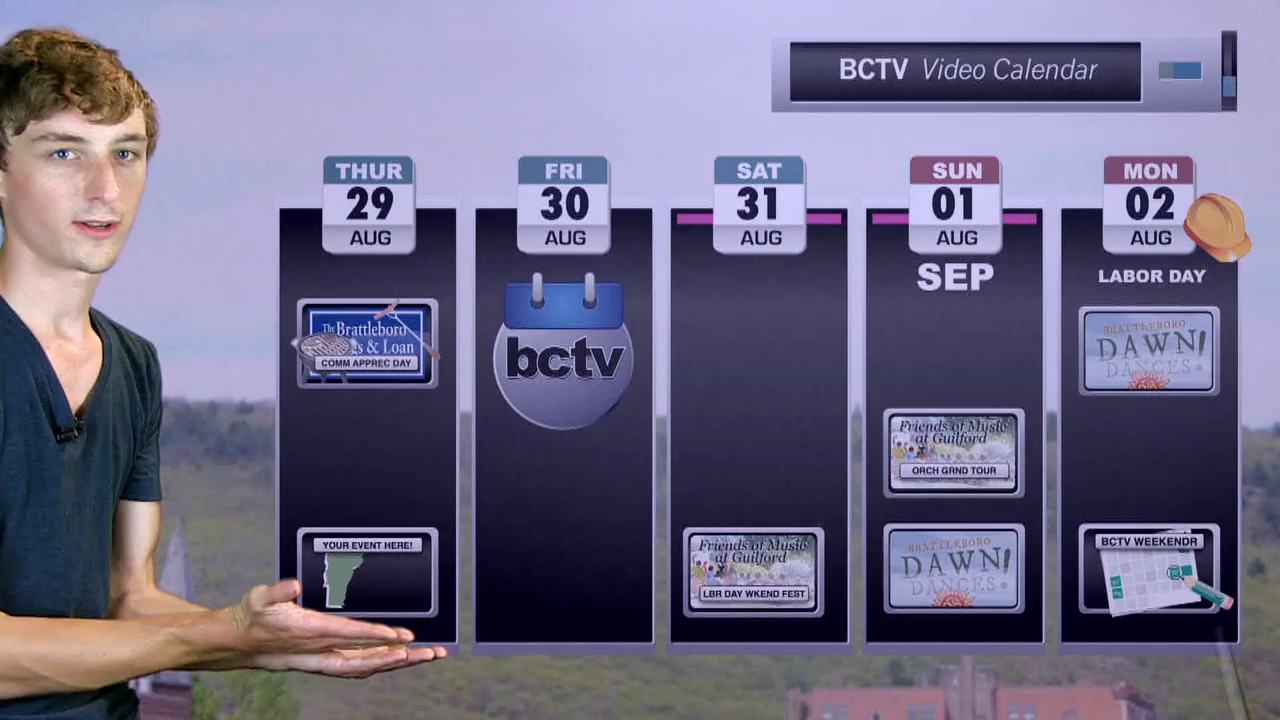 BCTV Video Calendar
THUR
29
AUG
The Brattleboro
s & Loan
COMM APPREC DAY
YOUR EVENT HERE!
FRI
30
AUG
bctv
SAT
31
AUG
Friends of Music
at Guilford
LBR DAY WKEND FEST
SUN
01
AUG
SEP
Friends of Music
at Guilford
ORCH GRND TOUR
BRATTLEBORO
DAWN!
DANCES.
MON
02
AUG
LABOR DAY
BRATTLEBORO
DAWN!
DANCES.
BCTV WEEKENDR